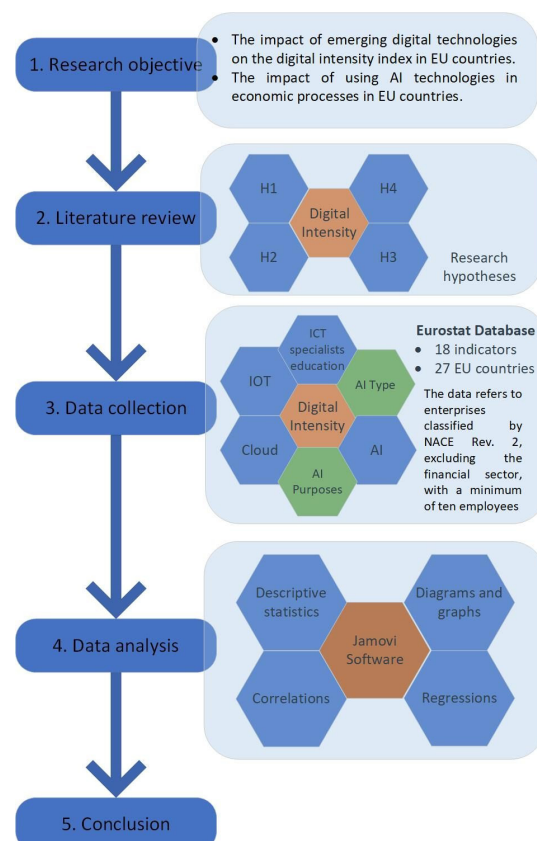 1. Research objective
• The impact of emerging digital technologies
on the digital intensity index in EU countries.
• The impact of using AI technologies in
economic processes in EU countries.
2. Literature review
H1
H4
Digital
Intensity
H2
H3
Research
hypotheses
3. Data collection
ICT
specialists
education
IOT
AI Type
Digital
Intensity
Cloud
AI
AI
Purposes
Eurostat Database
• 18 indicators
• 27 EU countries
The data refers to
enterprises
classified by
NACE Rev. 2,
excluding the
financial sector,
with a minimum
of ten employees
4. Data analysis
Descriptive
statistics
Diagrams and
graphs
Jamovi
Software
Correlations
Regressions
5. Conclusion